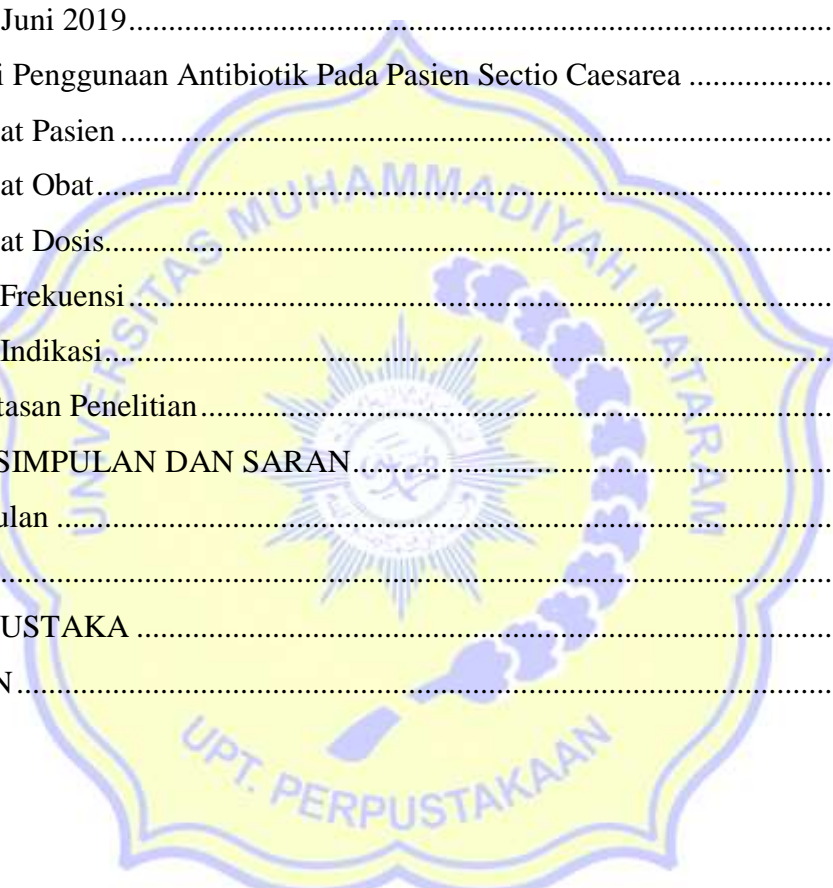 Juni 2019
i Penggunaan Antibiotik Pada Pasien Sectio Caesarea
at Pasien
at Obat
at Dosis
Frekuensi
Indikasi
tasan Penelitian
SIMPULAN DAN SARAN
ulan
USTAKA
N
UNIVERSITAS MUHAMMADIYAH MATARAM
UPT. PERPUSTAKAAN